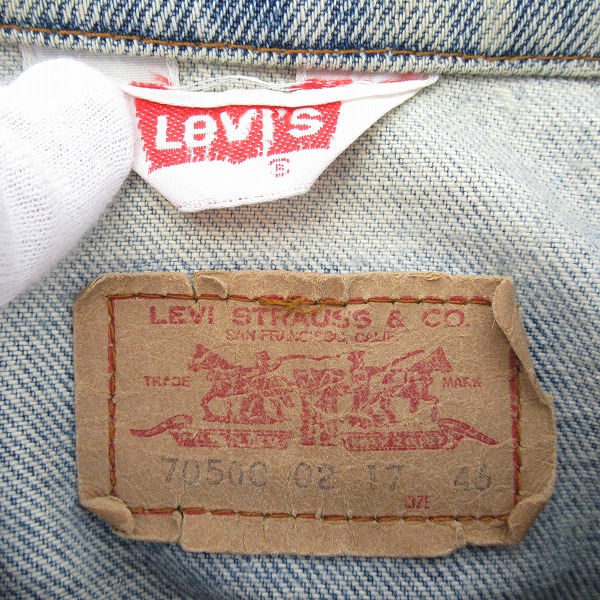 LEVI'S
®
LEVI STRAUSS & CO.
SAN FRANCISCO, CALIF.
TRADE MARK
70500 02 17 46
SIZE